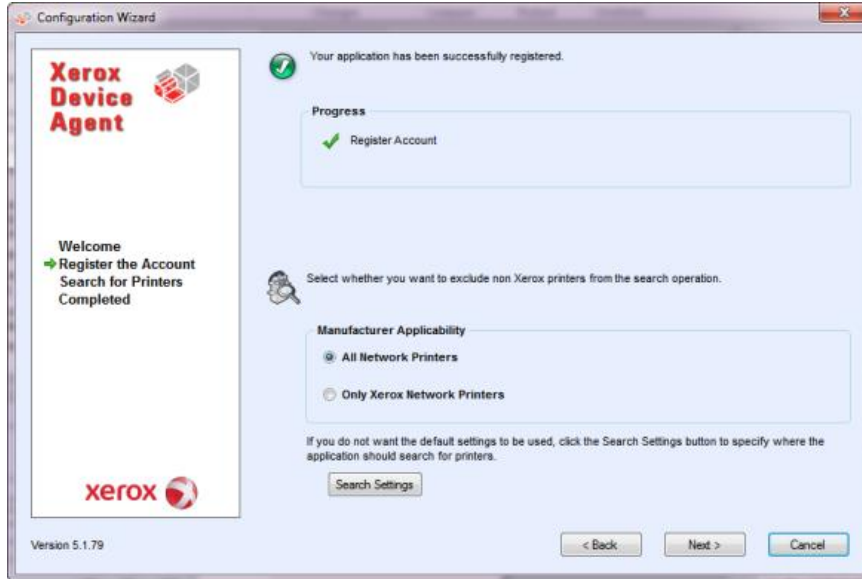 Configuration Wizard
Xerox
Device
Agent
Welcome
Register the Account
Search for Printers
Completed
xerox
Version 5.1.79
Your application has been successfully registered.
Progress
Register Account
Select whether you want to exclude non Xerox printers from the search operation.
Manufacturer Applicability
All Network Printers
Only Xerox Network Printers
If you do not want the default settings to be used, click the Search Settings button to specify where the
application should search for printers.
Search Settings
< Back
Next >
Cancel